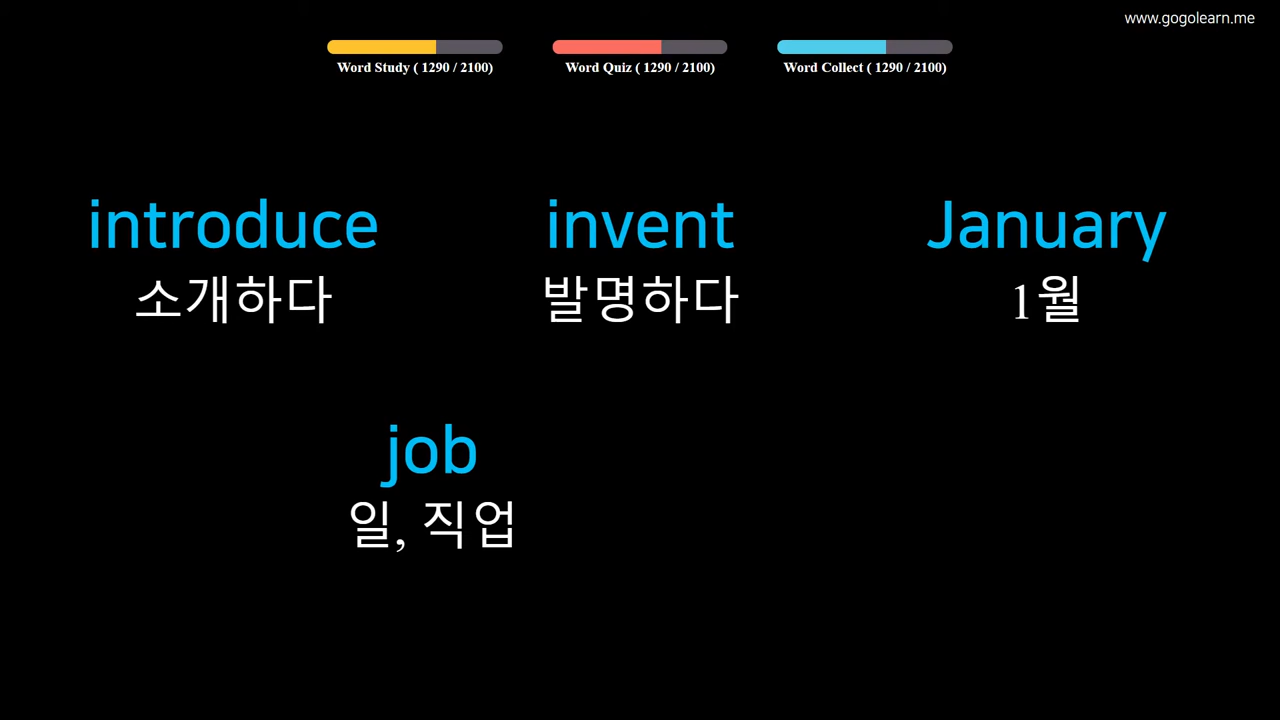 www.gogolearn.me
Word Study ( 1290 / 2100)
Word Quiz ( 1290 / 2100)
Word Collect ( 1290 / 2100)
introduce
소개하다
invent
발명하다
January
1월
job
일, 직업